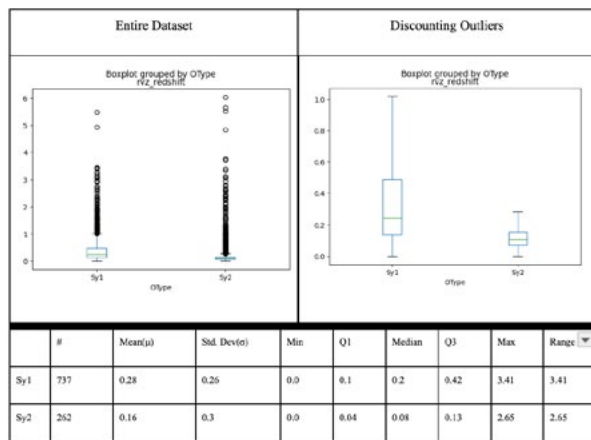 Entire Dataset
Discounting Outliers
Boxplot grouped by OType
rvz_redshift
6
5
4
3
2
1
0
Sy1
Sy2
OType
Boxplot grouped by OType
rvz_redshift
1.0
0.8
0.6
0.4
0.2
0.0
Sy1
Sy2
OType
# Mean(μ) Std. Dev(σ) Min Q1 Median Q3 Max Range
Sy1 737 0.28 0.26 0.0 0.1 0.2 0.42 3.41 3.41
Sy2 262 0.16 0.3 0.0 0.04 0.08 0.13 2.65 2.65